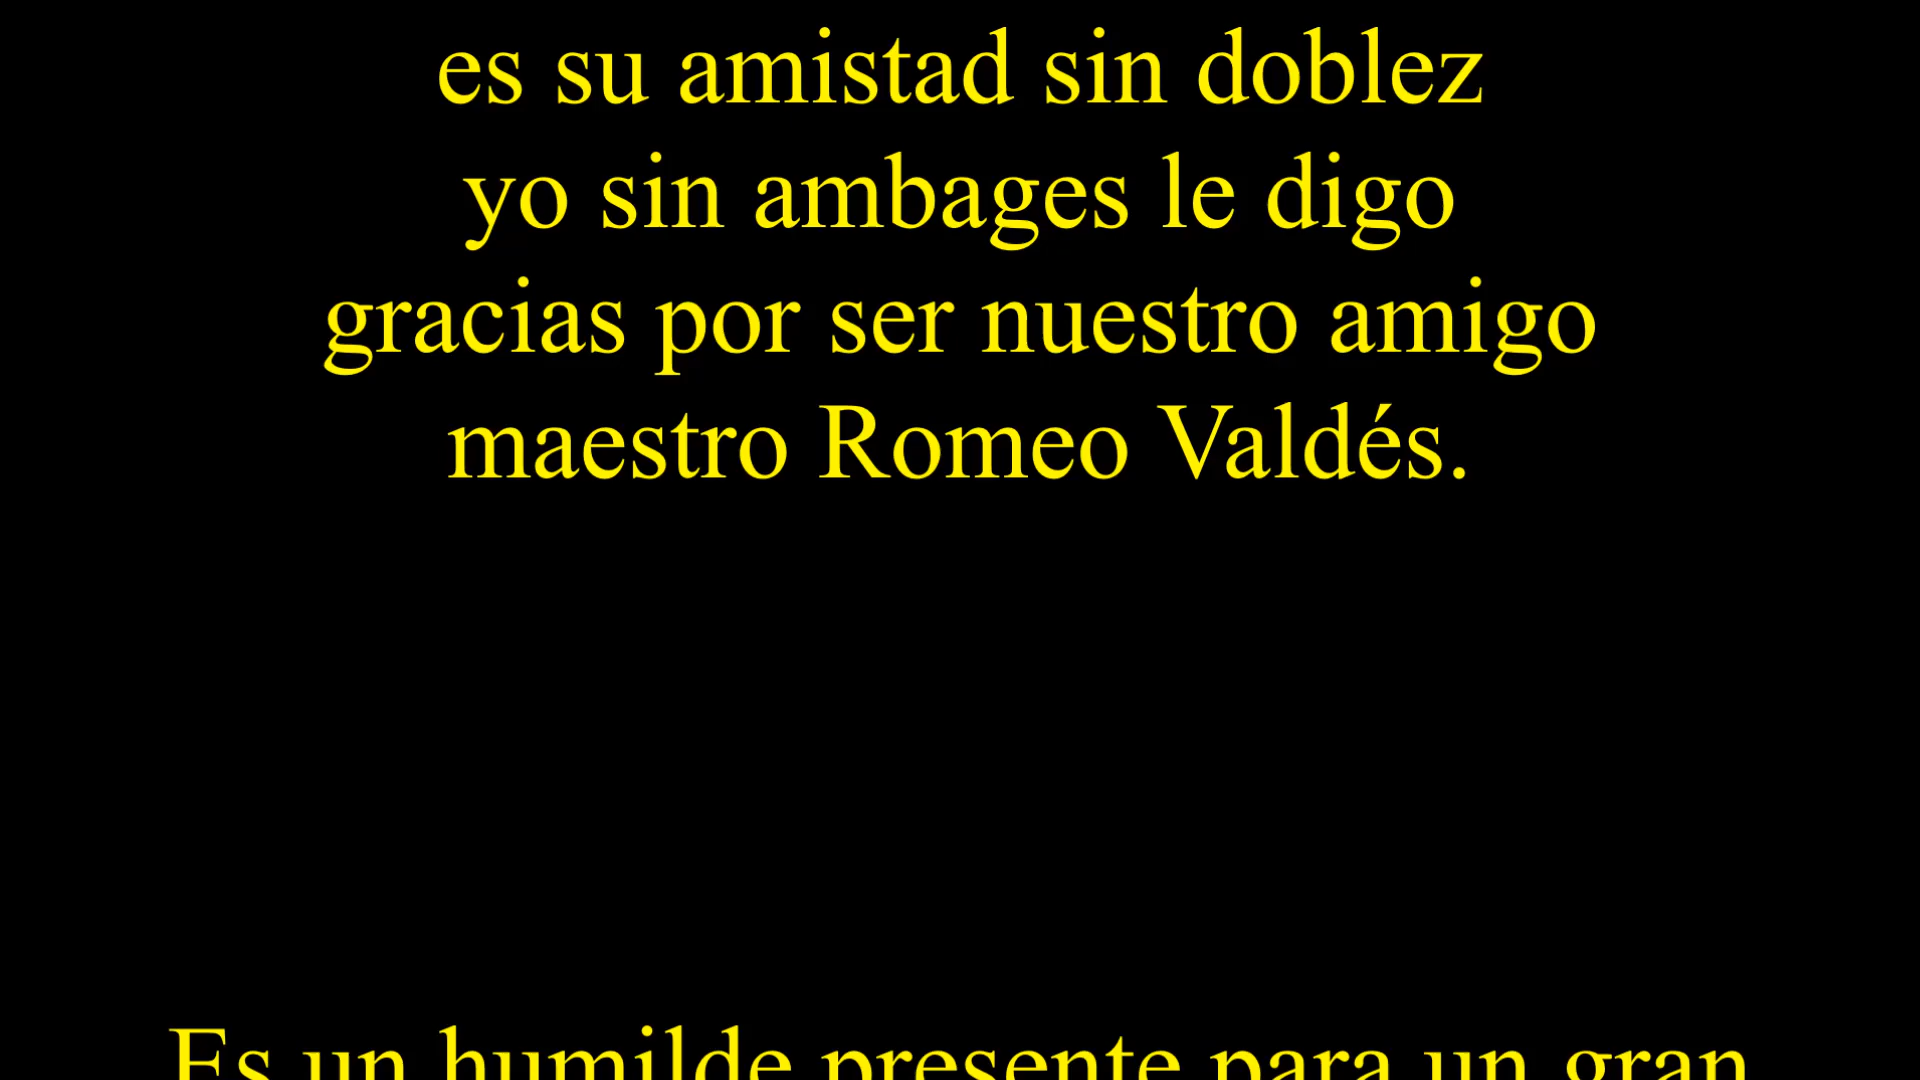 es su amistad sin doblez
yo sin ambages le digo
gracias por ser nuestro amigo
maestro Romeo Valdés.
Es un humilde presente para un gran